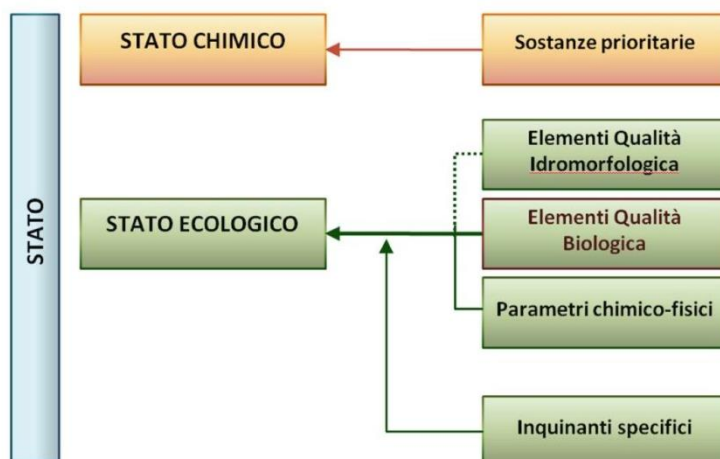 STATO
STATO CHIMICO
Sostanze prioritarie
Elementi Qualità
Idromorfologica
STATO ECOLOGICO
Elementi Qualità
Biologica
Parametri chimico-fisici
Inquinanti specifici